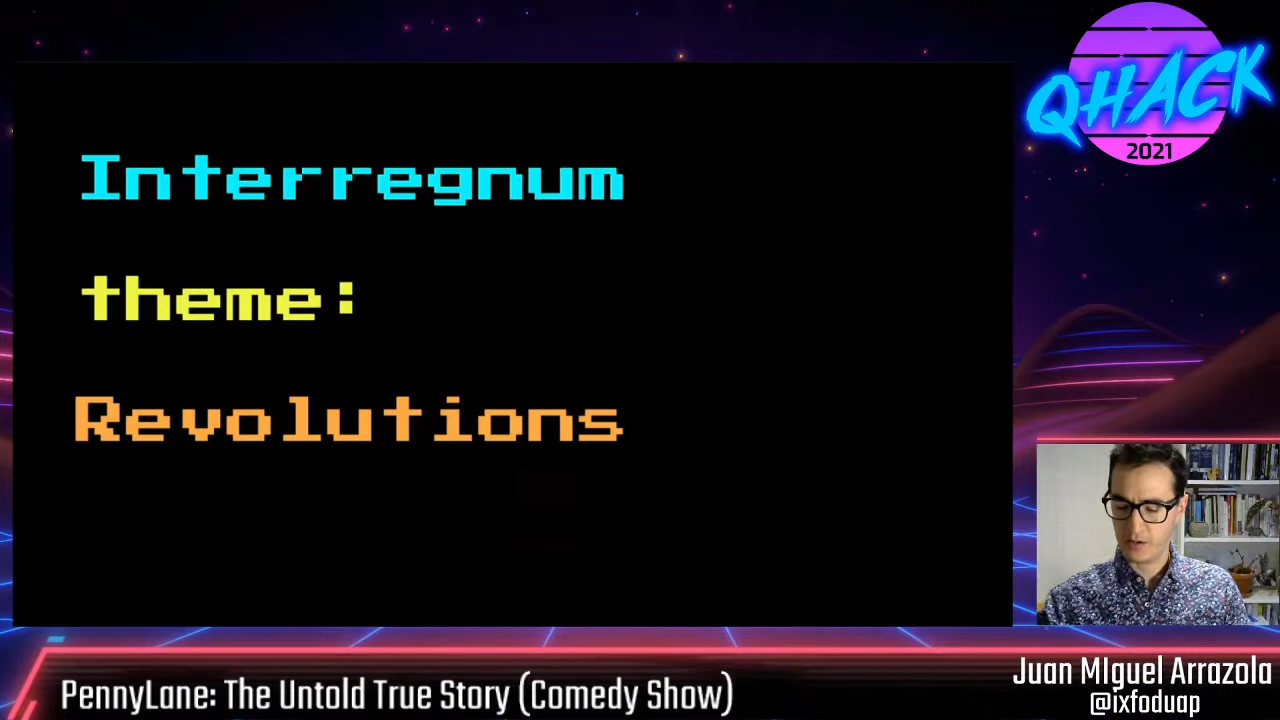 Interregnum
theme:
Revolutions
QHACK
2021
PennyLane: The Untold True Story (Comedy Show)
Juan MIguel Arrazola
@ixfoduap